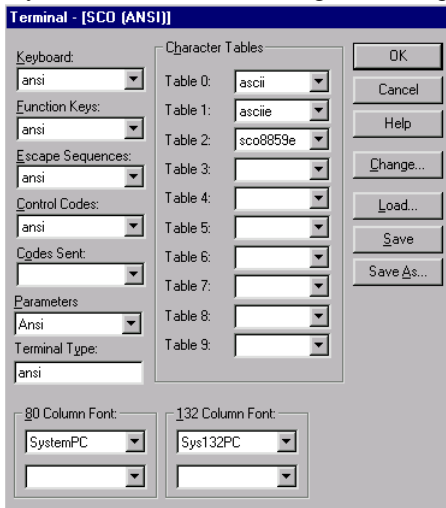 Terminal - [SCO (ANSI)]
Keyboard:
ansi
Function Keys:
ansi
Escape Sequences:
ansi
Control Codes:
ansi
Codes Sent:
Parameters
Ansi
Terminal Type:
ansi
Character Tables
Table 0: ascii
Table 1: asciie
Table 2: sco8859e
Table 3:
Table 4:
Table 5:
Table 6:
Table 7:
Table 8:
Table 9:
OK
Cancel
Help
Change...
Load...
Save
Save As...
80 Column Font:
SystemPC
132 Column Font:
Sys132PC